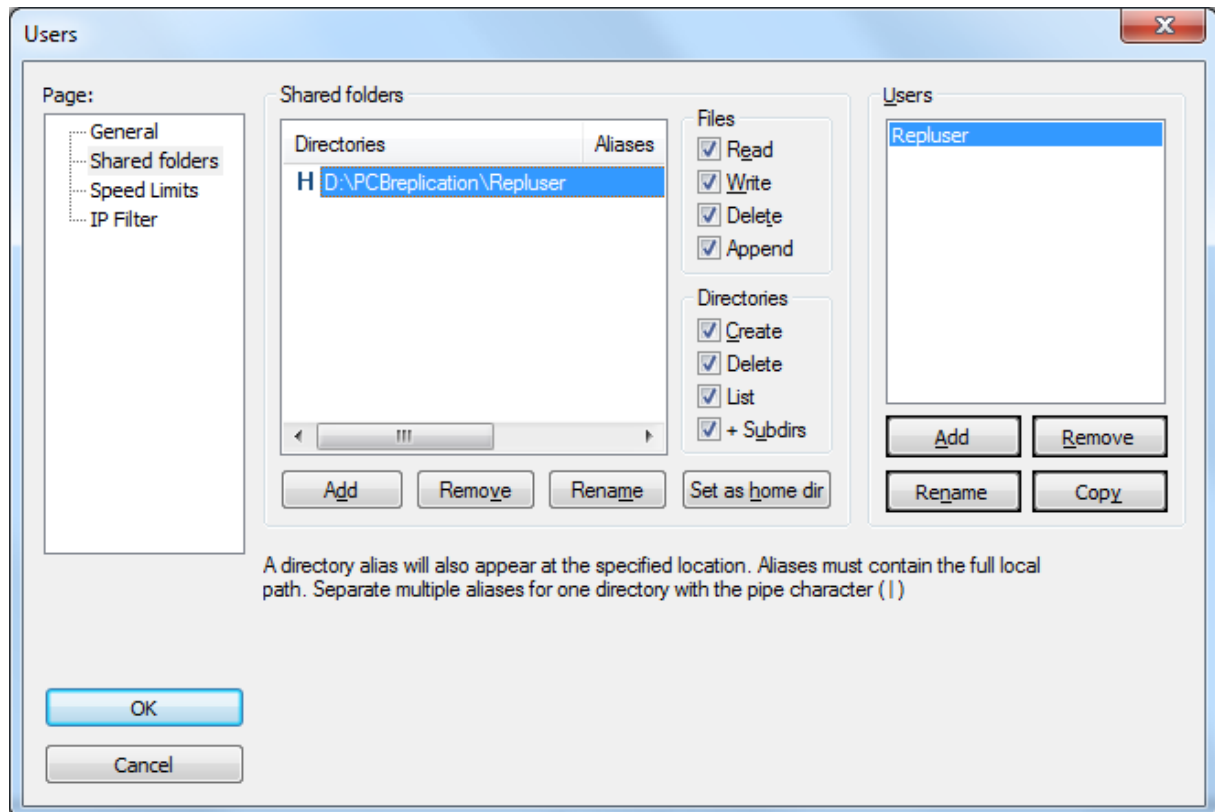 Users
Page:
General
Shared folders
Speed Limits
IP Filter
OK
Cancel
Shared folders
Directories Aliases
H D:\PCBreplication\Repluser
Add Remove Rename Set as home dir
Files
Read
Write
Delete
Append
Directories
Create
Delete
List
+ Subdirs
A directory alias will also appear at the specified location. Aliases must contain the full local
path. Separate multiple aliases for one directory with the pipe character (|)
Users
Repluser
Add Remove
Rename Copy